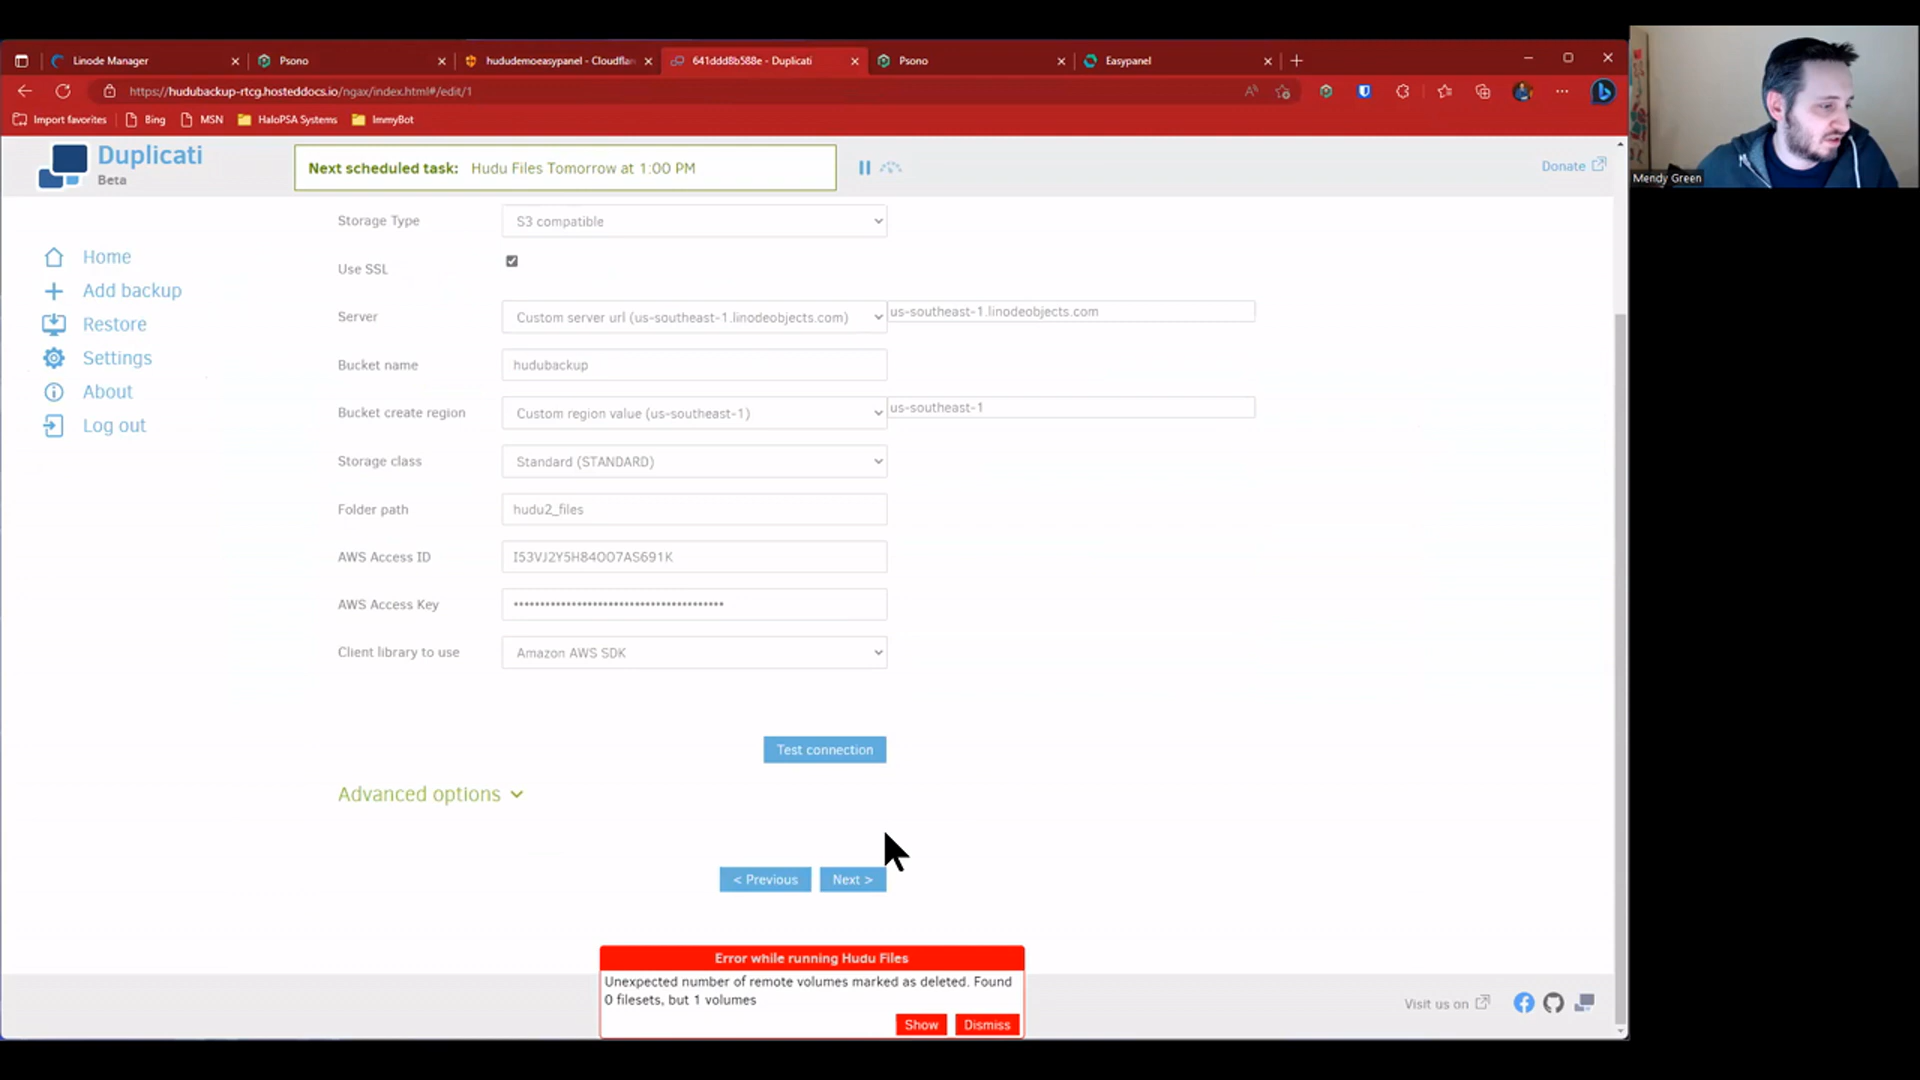 Linode Manager
Psono
hududemoeasypanel - Cloudflar
641ddd8b588e - Duplicati
Psono
Easypanel
https://hudubackup-rtcg.hosteddocs.io/ngax/index.html#/edit/1
Import favorites
Bing
MSN
HaloPSA Systems
ImmyBot
Mendy Green
Duplicati
Beta
Next scheduled task: Hudu Files Tomorrow at 1:00 PM
Donate
Home
Add backup
Restore
Settings
About
Log out
Storage Type
S3 compatible
Use SSL
Server
Custom server url (us-southeast-1.linodeobjects.com)
us-southeast-1.linodeobjects.com
Bucket name
hudubackup
Bucket create region
Custom region value (us-southeast-1)
us-southeast-1
Storage class
Standard (STANDARD)
Folder path
hudu2_files
AWS Access ID
I53VJ2Y5H84OO7AS691K
AWS Access Key
••••••••••••••••••••••••••••••••••••••••
Client library to use
Amazon AWS SDK
Test connection
Advanced options
< Previous
Next >
Error while running Hudu Files
Unexpected number of remote volumes marked as deleted. Found
0 filesets, but 1 volumes
Show
Dismiss
Visit us on